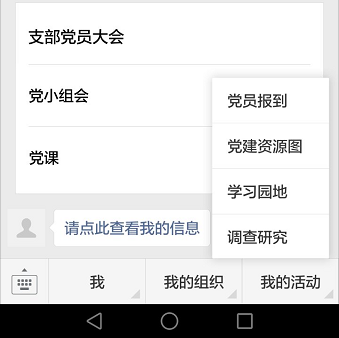 支部党员大会
党小组会
党课
党员报到
党建资源图
学习园地
调查研究
请点此查看我的信息
我
我的组织
我的活动